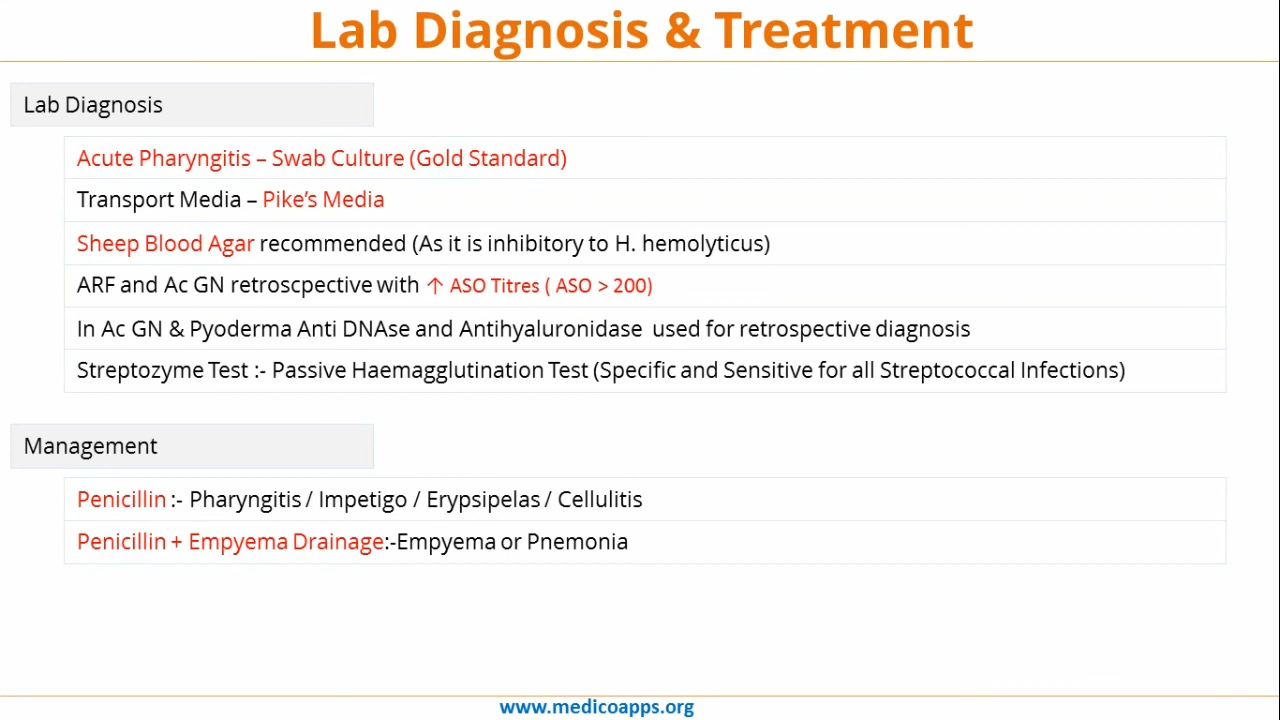 Lab Diagnosis & Treatment
Lab Diagnosis
Acute Pharyngitis – Swab Culture (Gold Standard)
Transport Media – Pike's Media
Sheep Blood Agar recommended (As it is inhibitory to H. hemolyticus)
ARF and Ac GN retroscpective with ↑ ASO Titres ( ASO > 200)
In Ac GN & Pyoderma Anti DNAse and Antihyaluronidase used for retrospective diagnosis
Streptozyme Test :- Passive Haemagglutination Test (Specific and Sensitive for all Streptococcal Infections)
Management
Penicillin :- Pharyngitis / Impetigo / Erypsipelas / Cellulitis
Penicillin + Empyema Drainage:-Empyema or Pnemonia
www.medicoapps.org